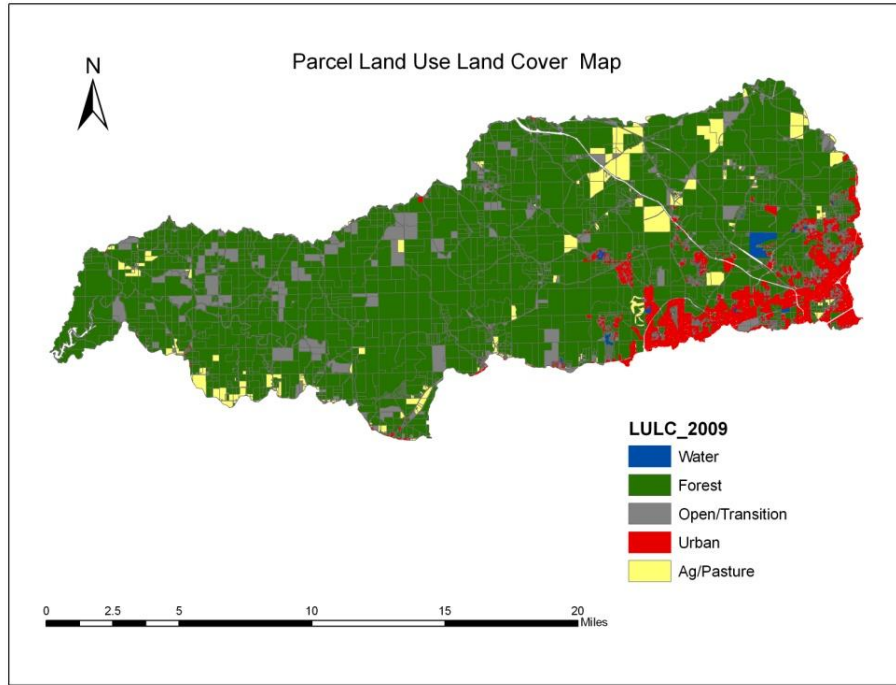 Parcel Land Use Land Cover Map
N
LULC_2009
Water
Forest
Open/Transition
Urban
Ag/Pasture
0 2.5 5 10 15 20
Miles